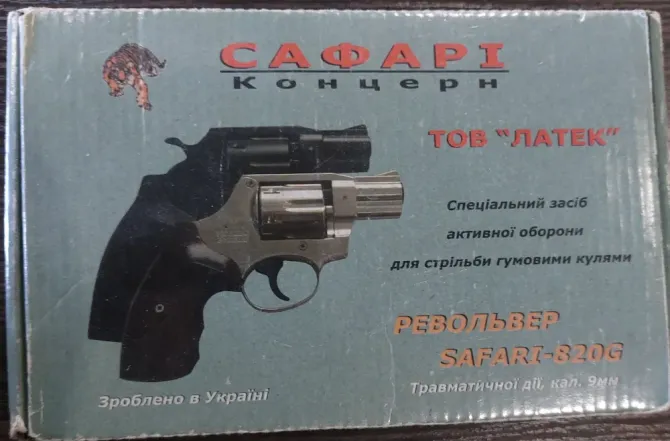 САФАРІ
Концерн
ТОВ "ЛАТЕК"
Спеціальний засіб
активної оборони
для стрільби гумовими кулями
РЕВОЛЬВЕР
SAFARI-820G
Травматичної дії, кал. 9мм
Зроблено в Україні